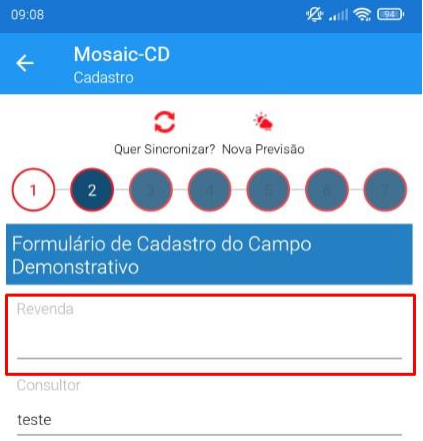 09:08
94
Mosaic-CD
Cadastro
Quer Sincronizar? Nova Previsão
1 2 3 4 5 6 7
Formulário de Cadastro do Campo
Demonstrativo
Revenda
Consultor
teste